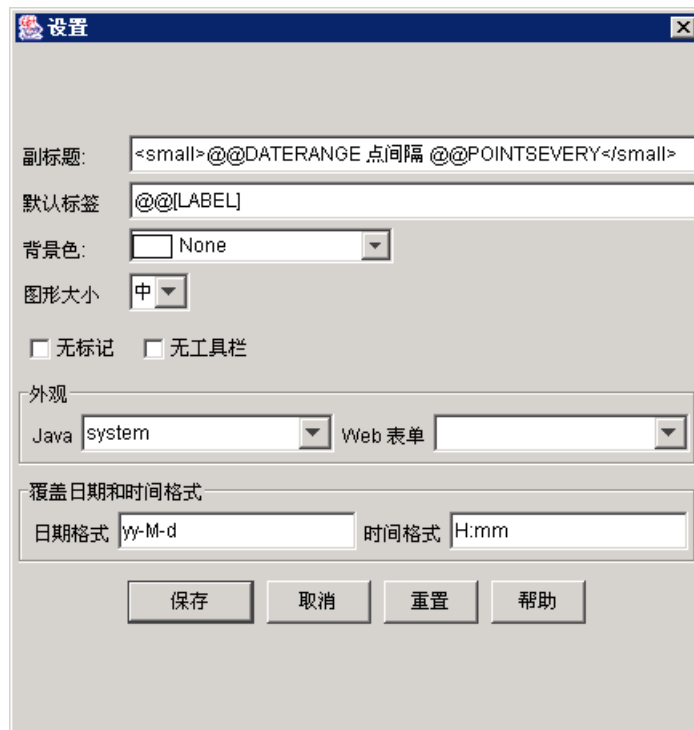 设置
副标题: <small>@@DATERANGE 点间隔 @@POINTSEVERY</small>
默认标签 @@[LABEL]
背景色: None
图形大小 中
无标记 无工具栏
外观
Java system Web 表单
覆盖日期和时间格式
日期格式 yy-M-d 时间格式 H:mm
保存 取消 重置 帮助